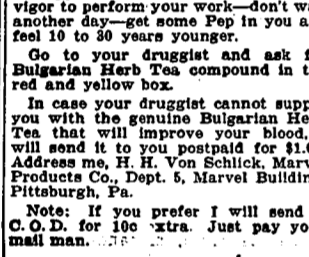 vigor to perform your work—don't w
another day—get some Pep in you a
feel 10 to 30 years younger.
Go to your druggist and ask f
Bulgarian Herb Tea compound in t
red and yellow box.
In case your druggist cannot supp
you with the genuine Bulgarian He
Tea that will improve your blood,
will send it to you postpaid for $1.
Address me, H. H. Von Schlick, Marv
Products Co., Dept. 5, Marvel Buildin
Pittsburgh, Pa.
Note: If you prefer I will send
C. O. D. for 10c xtra. Just pay yo
mail man.